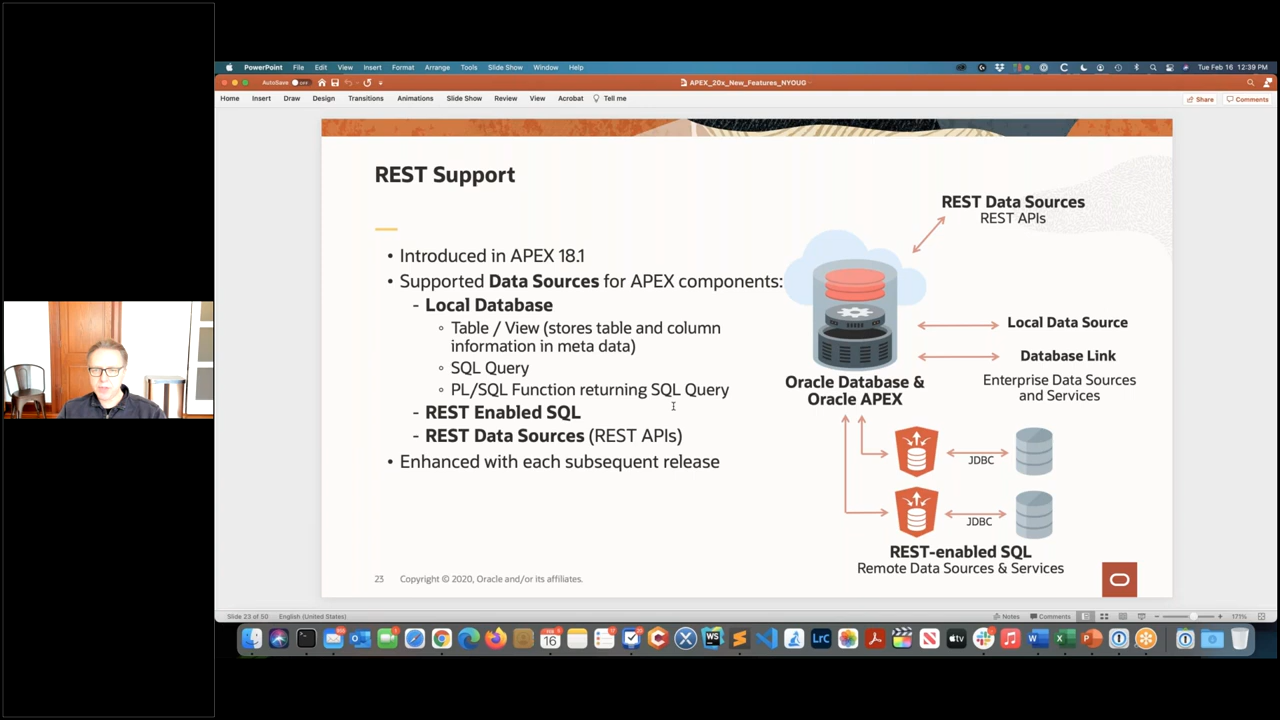 PowerPoint File Edit View Insert Format Arrange Tools Slide Show Window Help Tue Feb 16 12:39 PM
AutoSave OFF APEX_20x_New_Features_NYOUG
Home Insert Draw Design Transitions Animations Slide Show Review View Acrobat Tell me Share Comments
REST Support
• Introduced in APEX 18.1
• Supported Data Sources for APEX components:
- Local Database
◦ Table / View (stores table and column
information in meta data)
◦ SQL Query
◦ PL/SQL Function returning SQL Query
- REST Enabled SQL
- REST Data Sources (REST APIs)
• Enhanced with each subsequent release
REST Data Sources
REST APIs
Local Data Source
Database Link
Enterprise Data Sources
and Services
Oracle Database &
Oracle APEX
JDBC
JDBC
REST-enabled SQL
Remote Data Sources & Services
23 Copyright © 2020, Oracle and/or its affiliates.
Slide 23 of 50 English (United States) Notes Comments 171%
16 WS LrC tv